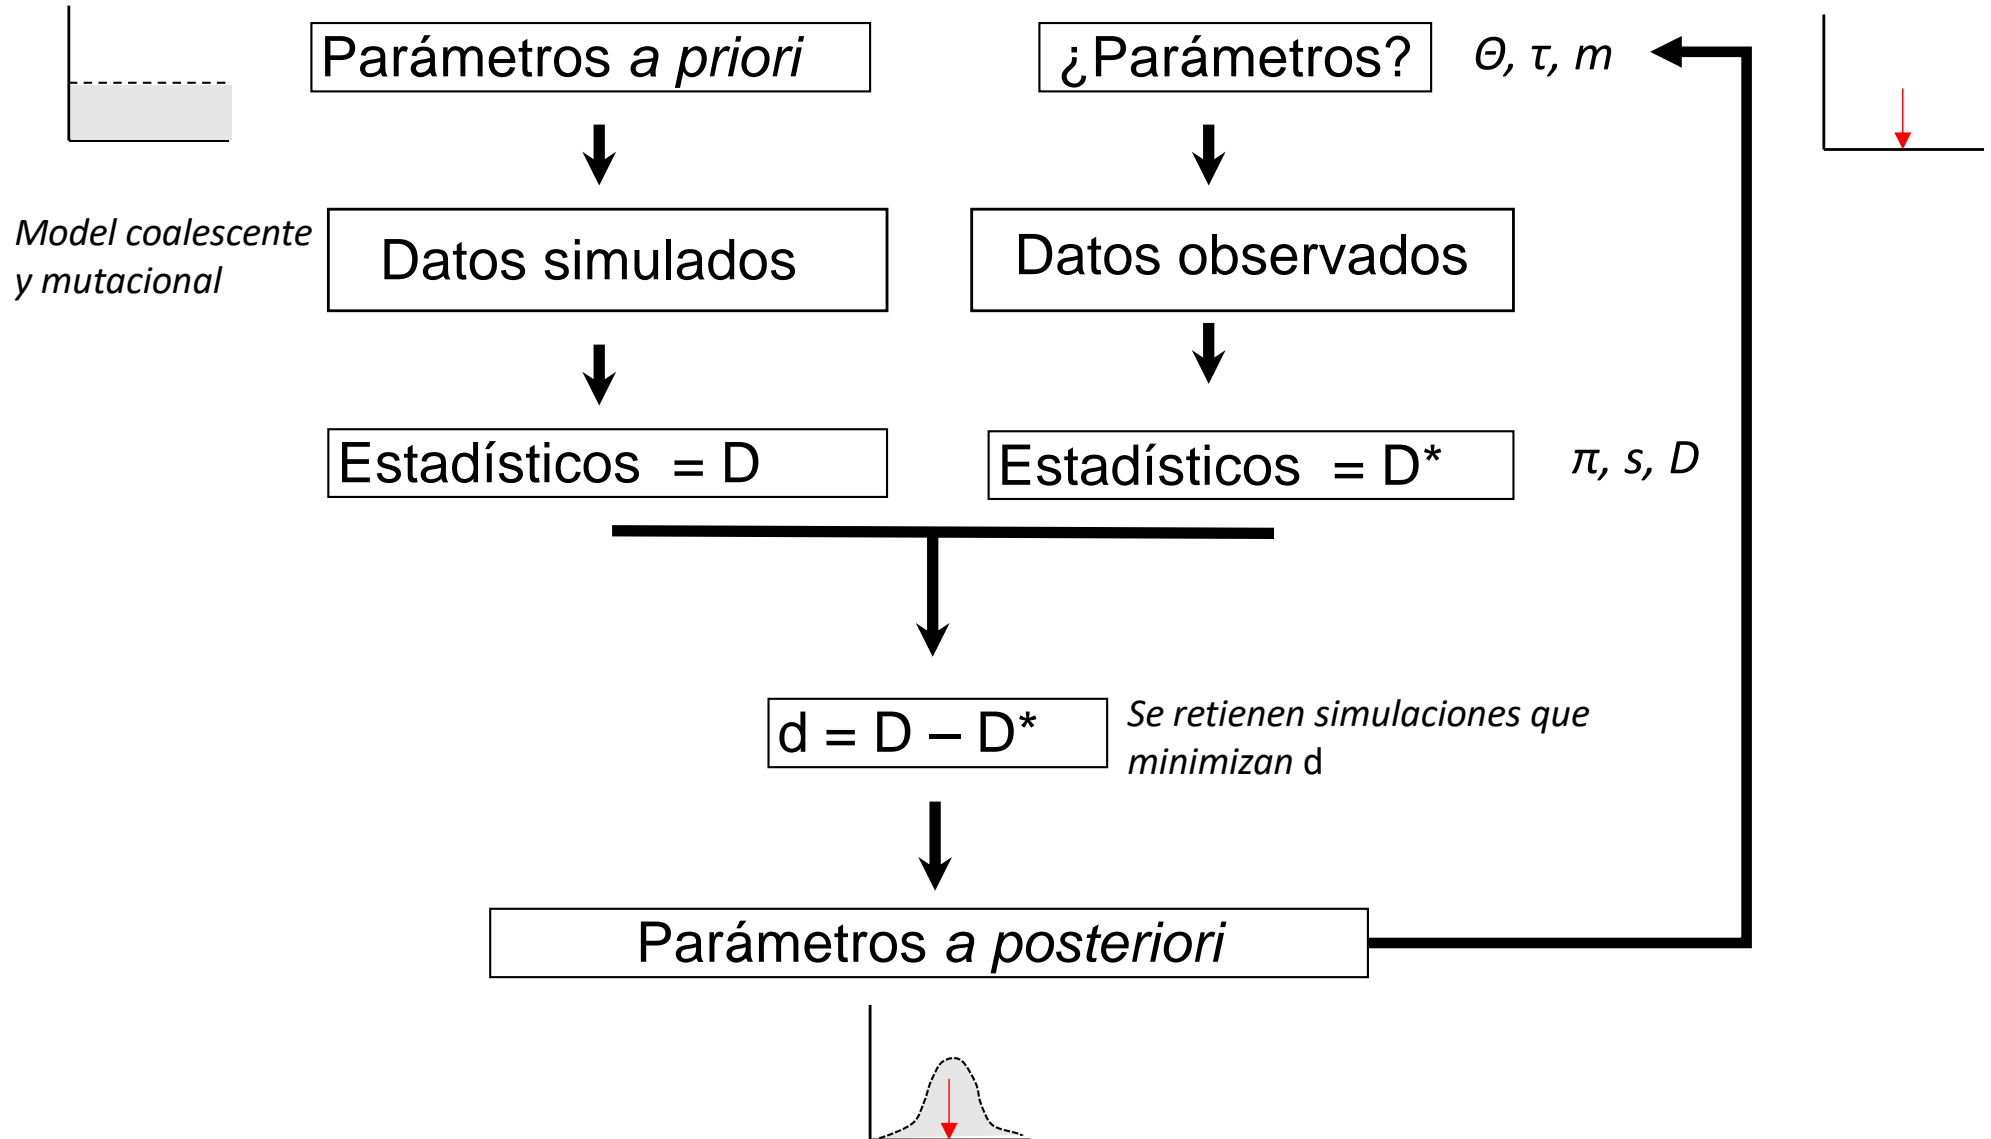 Parámetros a priori
¿Parámetros?
Θ, τ, m
Model coalescente
y mutacional
Datos simulados
Datos observados
Estadísticos = D
Estadísticos = D*
π, s, D
d = D – D*
Se retienen simulaciones que
minimizan d
Parámetros a posteriori